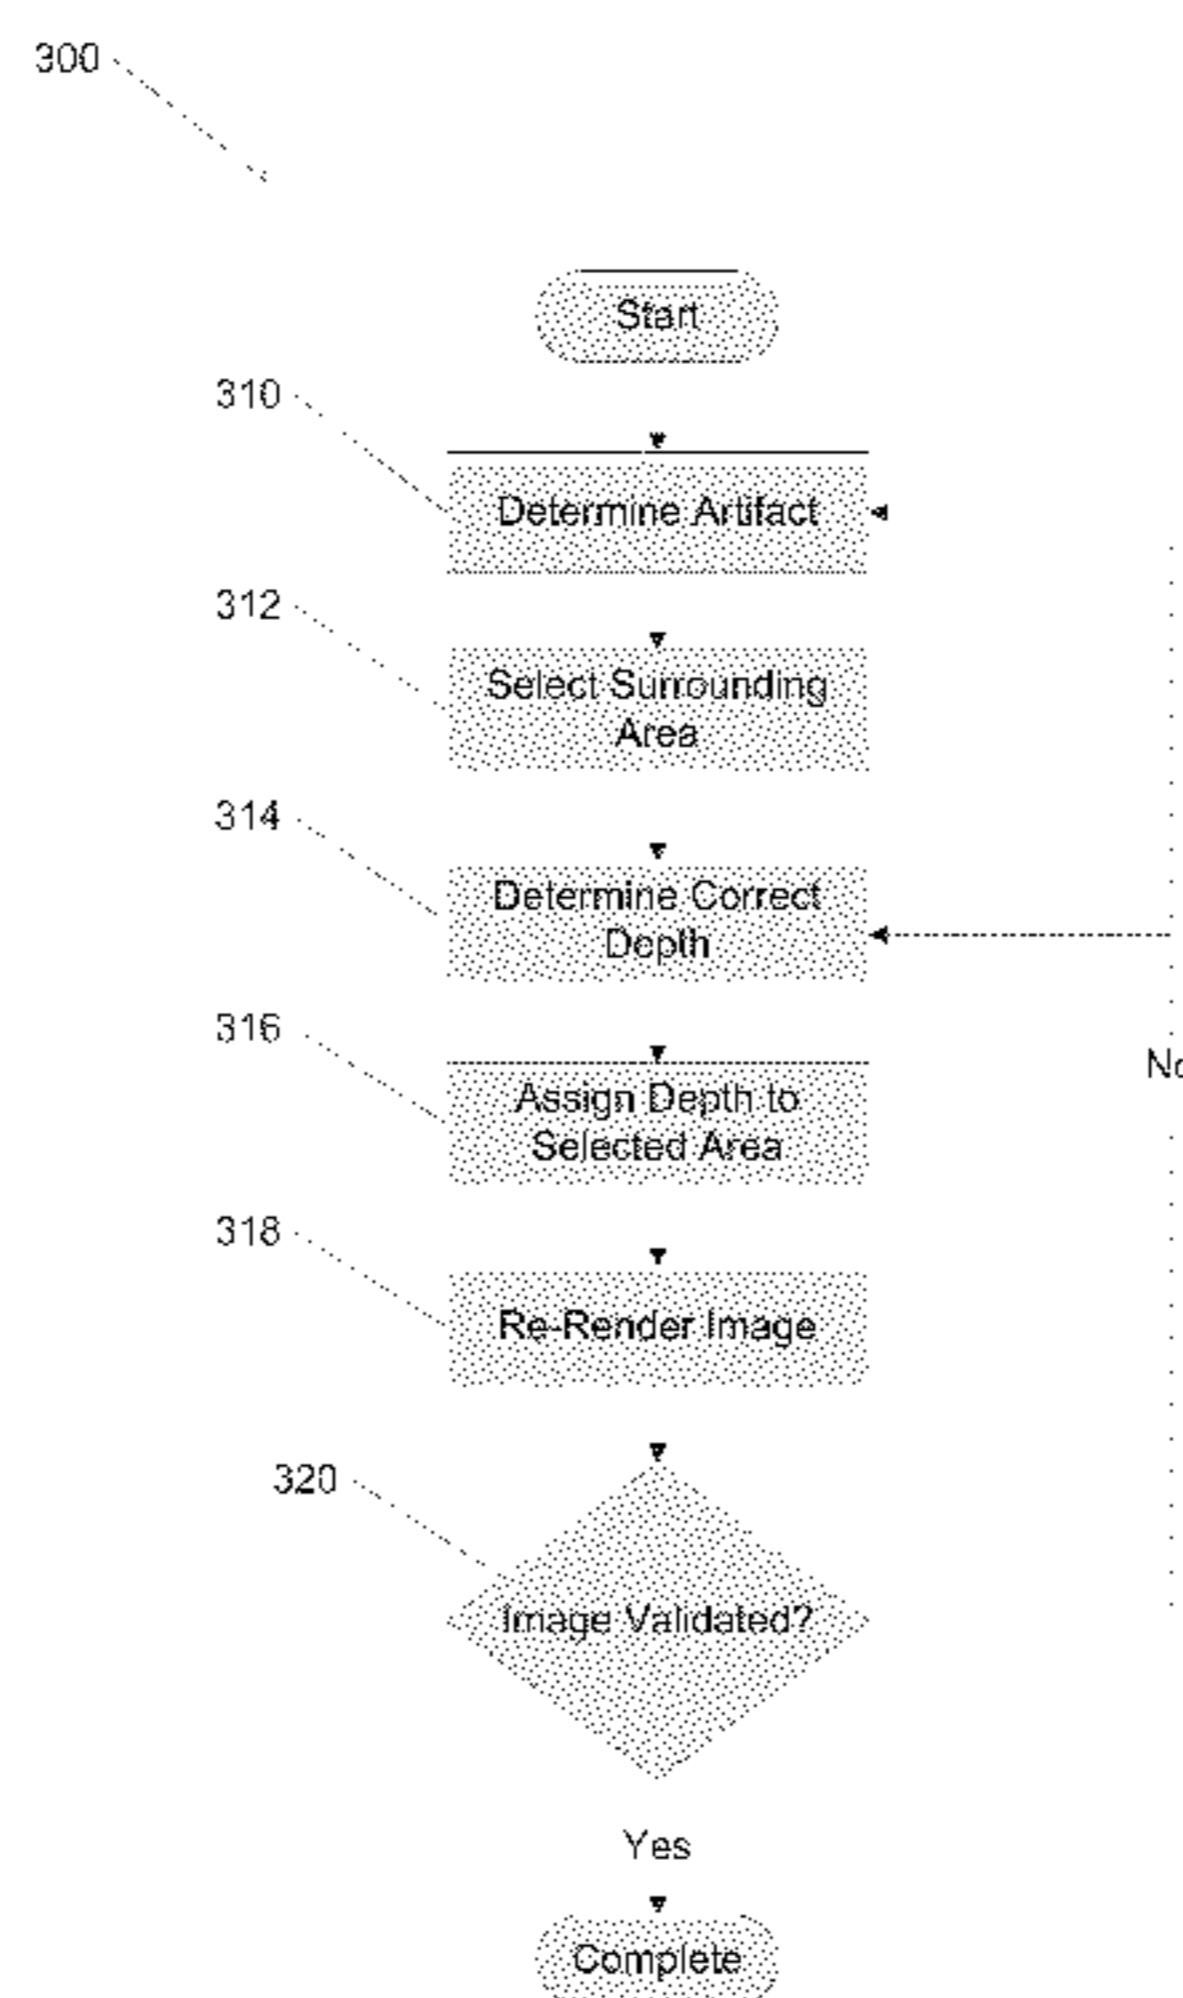 300
Start
310
Determine Artifact
312
Select Surrounding
Area
314
Determine Correct
Depth
316
No
Assign Depth to
Selected Area
318
Re-Render Image
320
Image Validated?
Yes
Complete